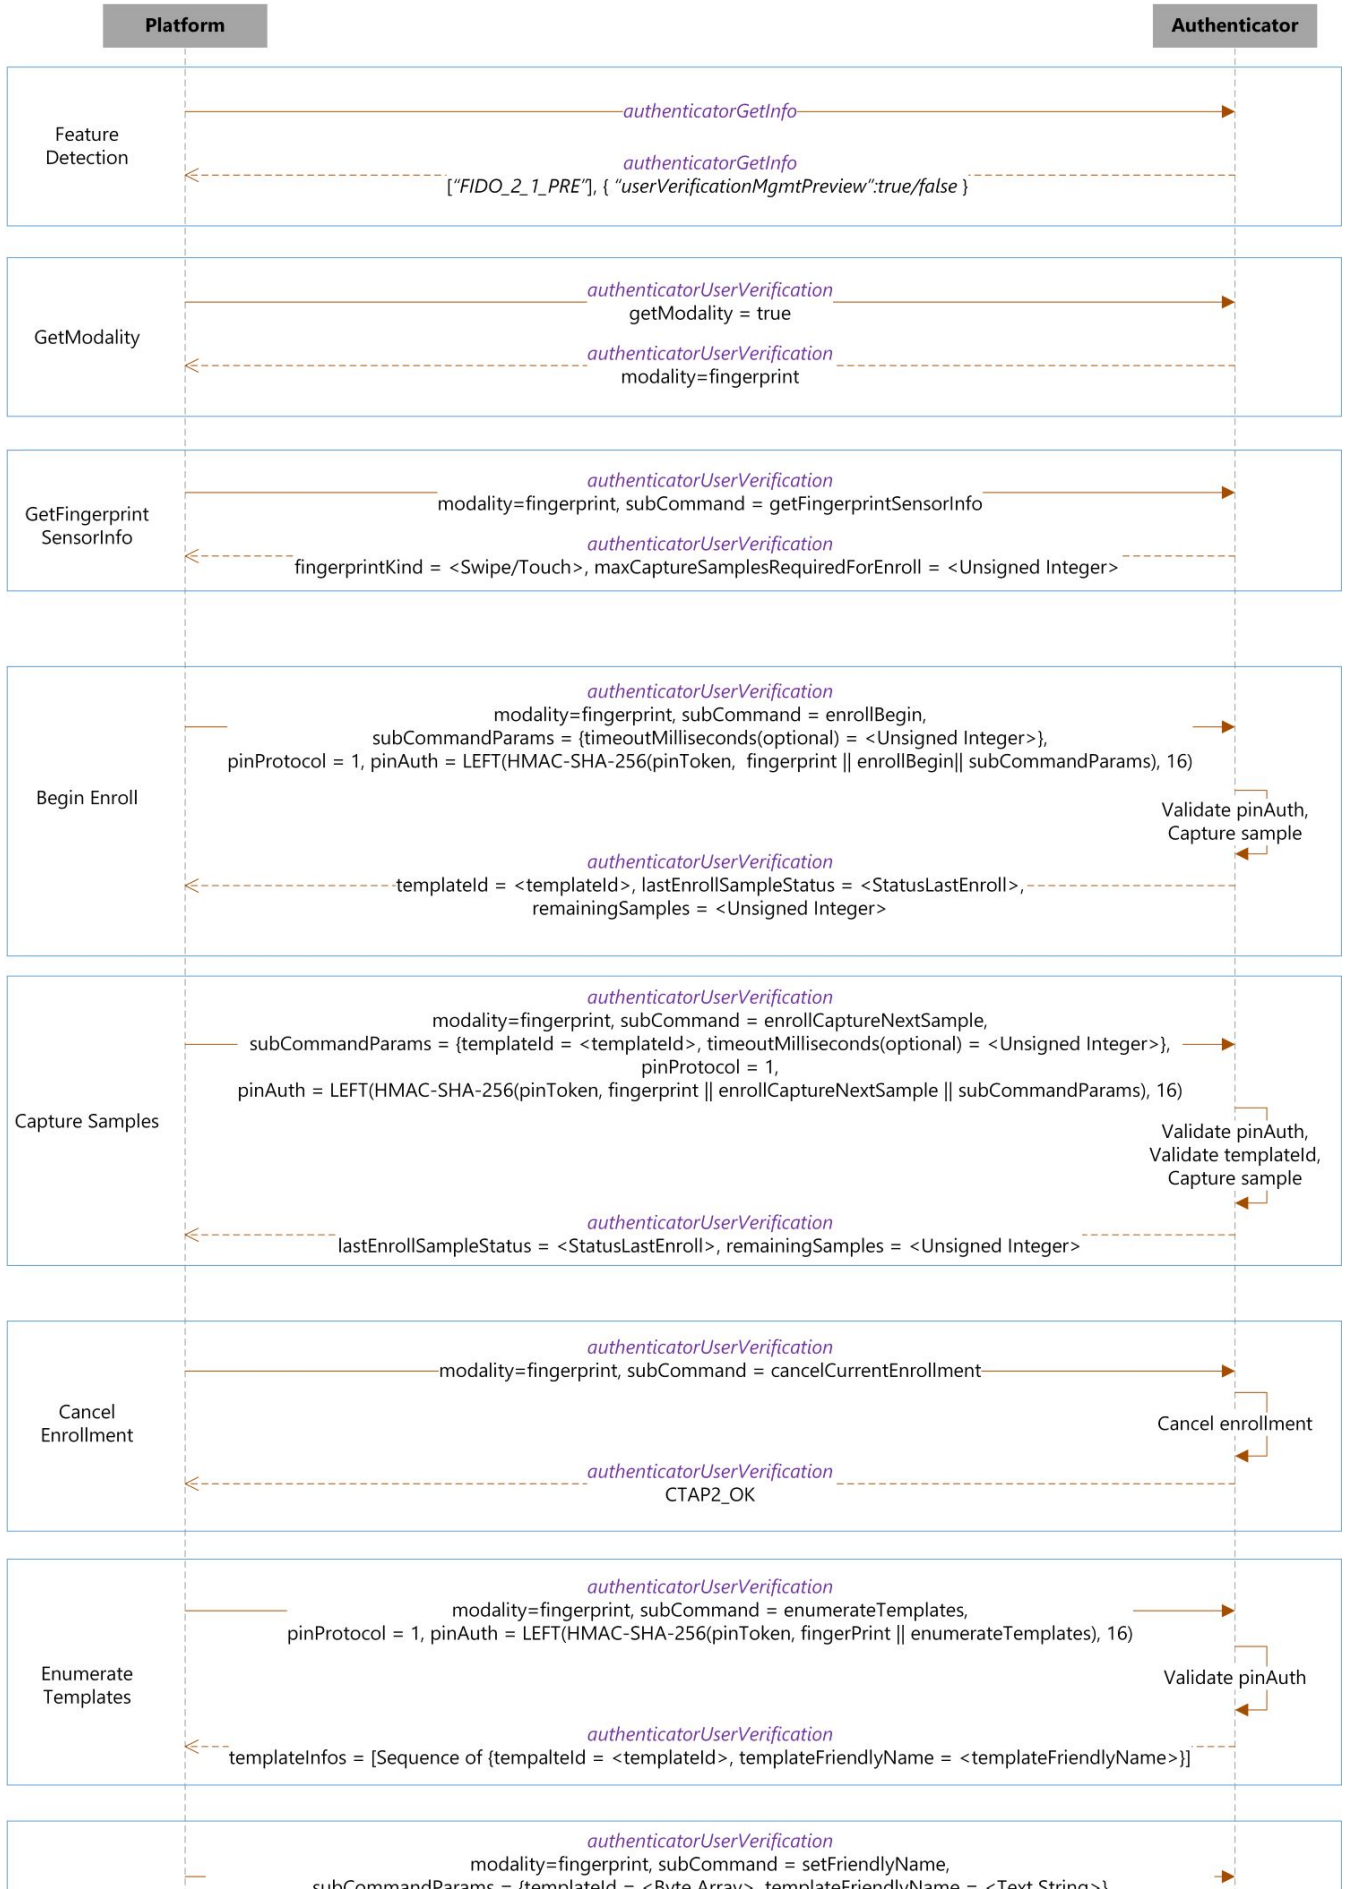 Platform
Authenticator
Feature
Detection
authenticatorGetInfo
authenticatorGetInfo
[“FIDO_2_1_PRE”], { “userVerificationMgmtPreview”:true/false }
GetModality
authenticatorUserVerification
getModality = true
authenticatorUserVerification
modality=fingerprint
GetFingerprint
SensorInfo
authenticatorUserVerification
modality=fingerprint, subCommand = getFingerprintSensorInfo
authenticatorUserVerification
fingerprintKind = <Swipe/Touch>, maxCaptureSamplesRequiredForEnroll = <Unsigned Integer>
Begin Enroll
authenticatorUserVerification
modality=fingerprint, subCommand = enrollBegin,
subCommandParams = {timeoutMilliseconds(optional) = <Unsigned Integer>},
pinProtocol = 1, pinAuth = LEFT(HMAC-SHA-256(pinToken,  fingerprint || enrollBegin|| subCommandParams), 16)
Validate pinAuth,
Capture sample
authenticatorUserVerification
templateId = <templateId>, lastEnrollSampleStatus = <StatusLastEnroll>,
remainingSamples = <Unsigned Integer>
Capture Samples
authenticatorUserVerification
modality=fingerprint, subCommand = enrollCaptureNextSample,
subCommandParams = {templateId = <templateId>, timeoutMilliseconds(optional) = <Unsigned Integer>},
pinProtocol = 1,
pinAuth = LEFT(HMAC-SHA-256(pinToken, fingerprint || enrollCaptureNextSample || subCommandParams), 16)
Validate pinAuth,
Validate templateId,
Capture sample
authenticatorUserVerification
lastEnrollSampleStatus = <StatusLastEnroll>, remainingSamples = <Unsigned Integer>
Cancel
Enrollment
authenticatorUserVerification
modality=fingerprint, subCommand = cancelCurrentEnrollment
Cancel enrollment
authenticatorUserVerification
CTAP2_OK
Enumerate
Templates
authenticatorUserVerification
modality=fingerprint, subCommand = enumerateTemplates,
pinProtocol = 1, pinAuth = LEFT(HMAC-SHA-256(pinToken, fingerPrint || enumerateTemplates), 16)
Validate pinAuth
authenticatorUserVerification
templateInfos = [Sequence of {tempalteId = <templateId>, templateFriendlyName = <templateFriendlyName>}]
authenticatorUserVerification
modality=fingerprint, subCommand = setFriendlyName,
subCommandParams = {templateId = <Byte Array>, templateFriendlyName = <Text String>}